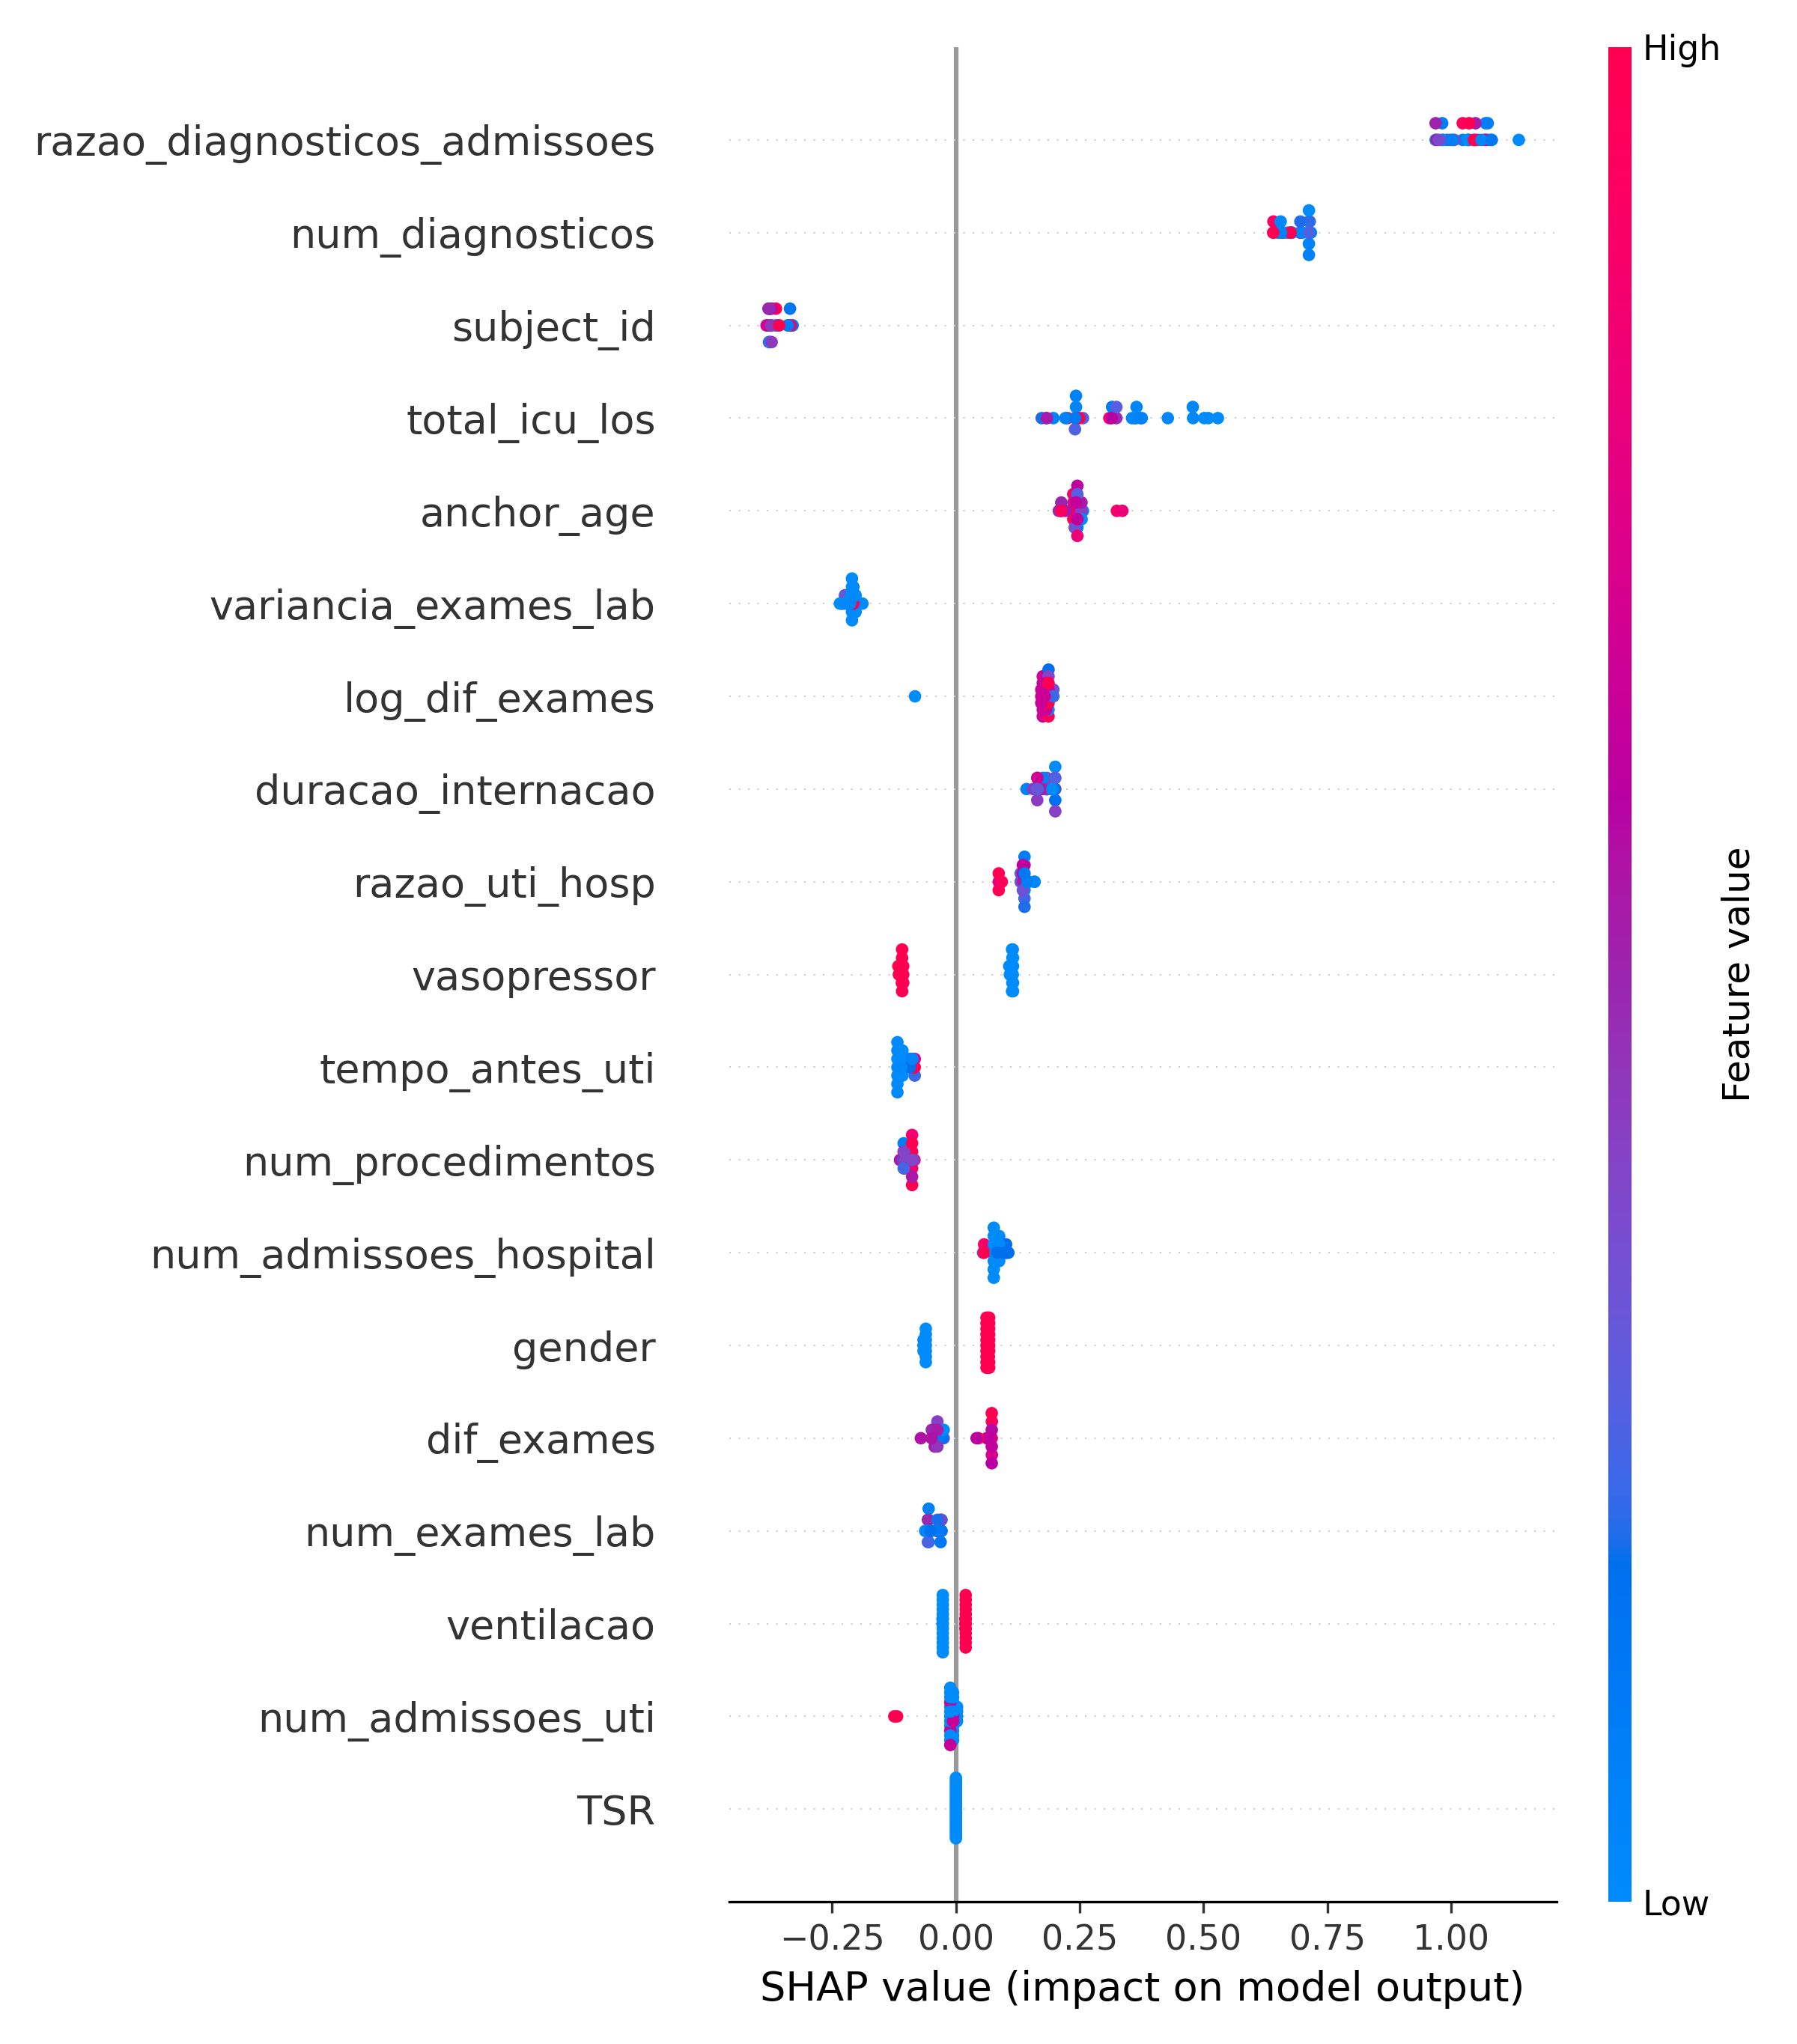 High
razao_diagnosticos_admissoes
num_diagnosticos
subject_id
total_icu_los
anchor_age
variancia_exames_lab
log_dif_exames
duracao_internacao
razao_uti_hosp
vasopressor
tempo_antes_uti
num_procedimentos
num_admissoes_hospital
gender
dif_exames
num_exames_lab
ventilacao
num_admissoes_uti
TSR
Feature value
Low
−0.25 0.00 0.25 0.50 0.75 1.00
SHAP value (impact on model output)